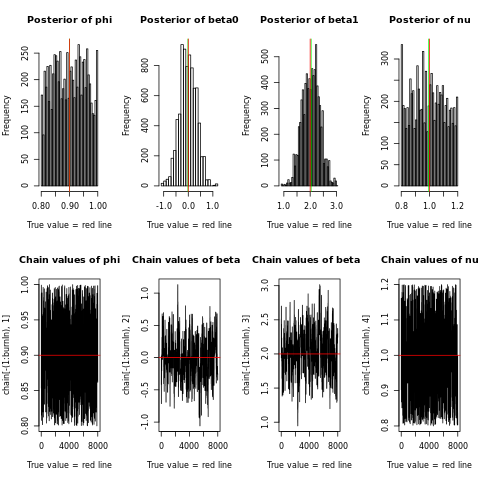 Posterior of phi
Posterior of beta0
Posterior of beta1
Posterior of nu
Frequency
0 50 100 150 200 250
0.80 0.90 1.00
True value = red line
Frequency
0 200 400 600 800
-1.0 0.0 1.0
True value = red line
Frequency
0 100 200 300 400 500
1.0 2.0 3.0
True value = red line
Frequency
0 50 100 200 300
0.8 1.0 1.2
True value = red line
Chain values of phi
Chain values of beta
Chain values of beta
Chain values of nu
chain[-(1:burnIn), 1]
0.80 0.85 0.90 0.95 1.00
0 4000 8000
True value = red line
chain[-(1:burnIn), 2]
-1.0 -0.5 0.0 0.5 1.0
0 4000 8000
True value = red line
chain[-(1:burnIn), 3]
1.0 1.5 2.0 2.5 3.0
0 4000 8000
True value = red line
chain[-(1:burnIn), 4]
0.8 0.9 1.0 1.1 1.2
0 4000 8000
True value = red line